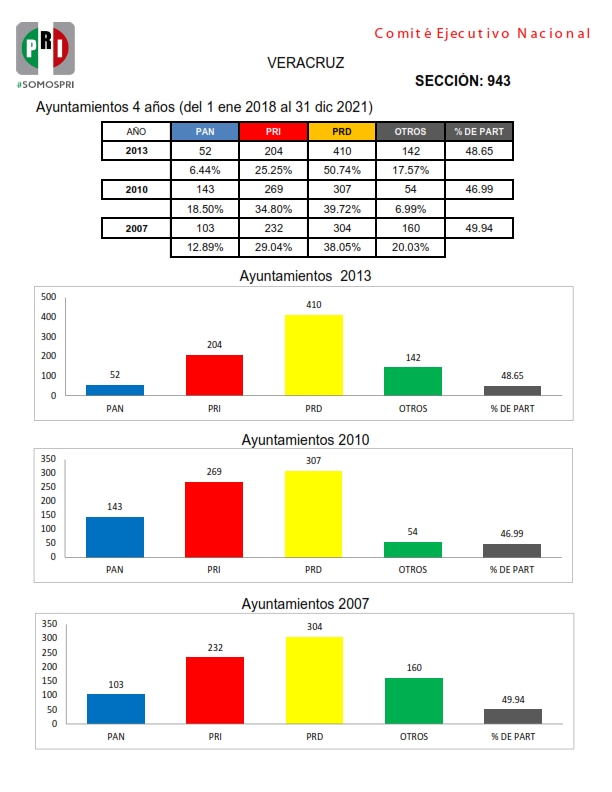 Comité Ejecutivo Nacional
PRI
#SOMOSPRI
VERACRUZ
SECCIÓN: 943
Ayuntamientos 4 años (del 1 ene 2018 al 31 dic 2021)
AÑO PAN PRI PRD OTROS % DE PART
2013 52 204 410 142 48.65
6.44% 25.25% 50.74% 17.57%
2010 143 269 307 54 46.99
18.50% 34.80% 39.72% 6.99%
2007 103 232 304 160 49.94
12.89% 29.04% 38.05% 20.03%
Ayuntamientos 2013
500
400
300
200
100
0
52 204 410 142 48.65
PAN PRI PRD OTROS % DE PART
Ayuntamientos 2010
350
300
250
200
150
100
50
0
143 269 307 54 46.99
PAN PRI PRD OTROS % DE PART
Ayuntamientos 2007
350
300
250
200
150
100
50
0
103 232 304 160 49.94
PAN PRI PRD OTROS % DE PART